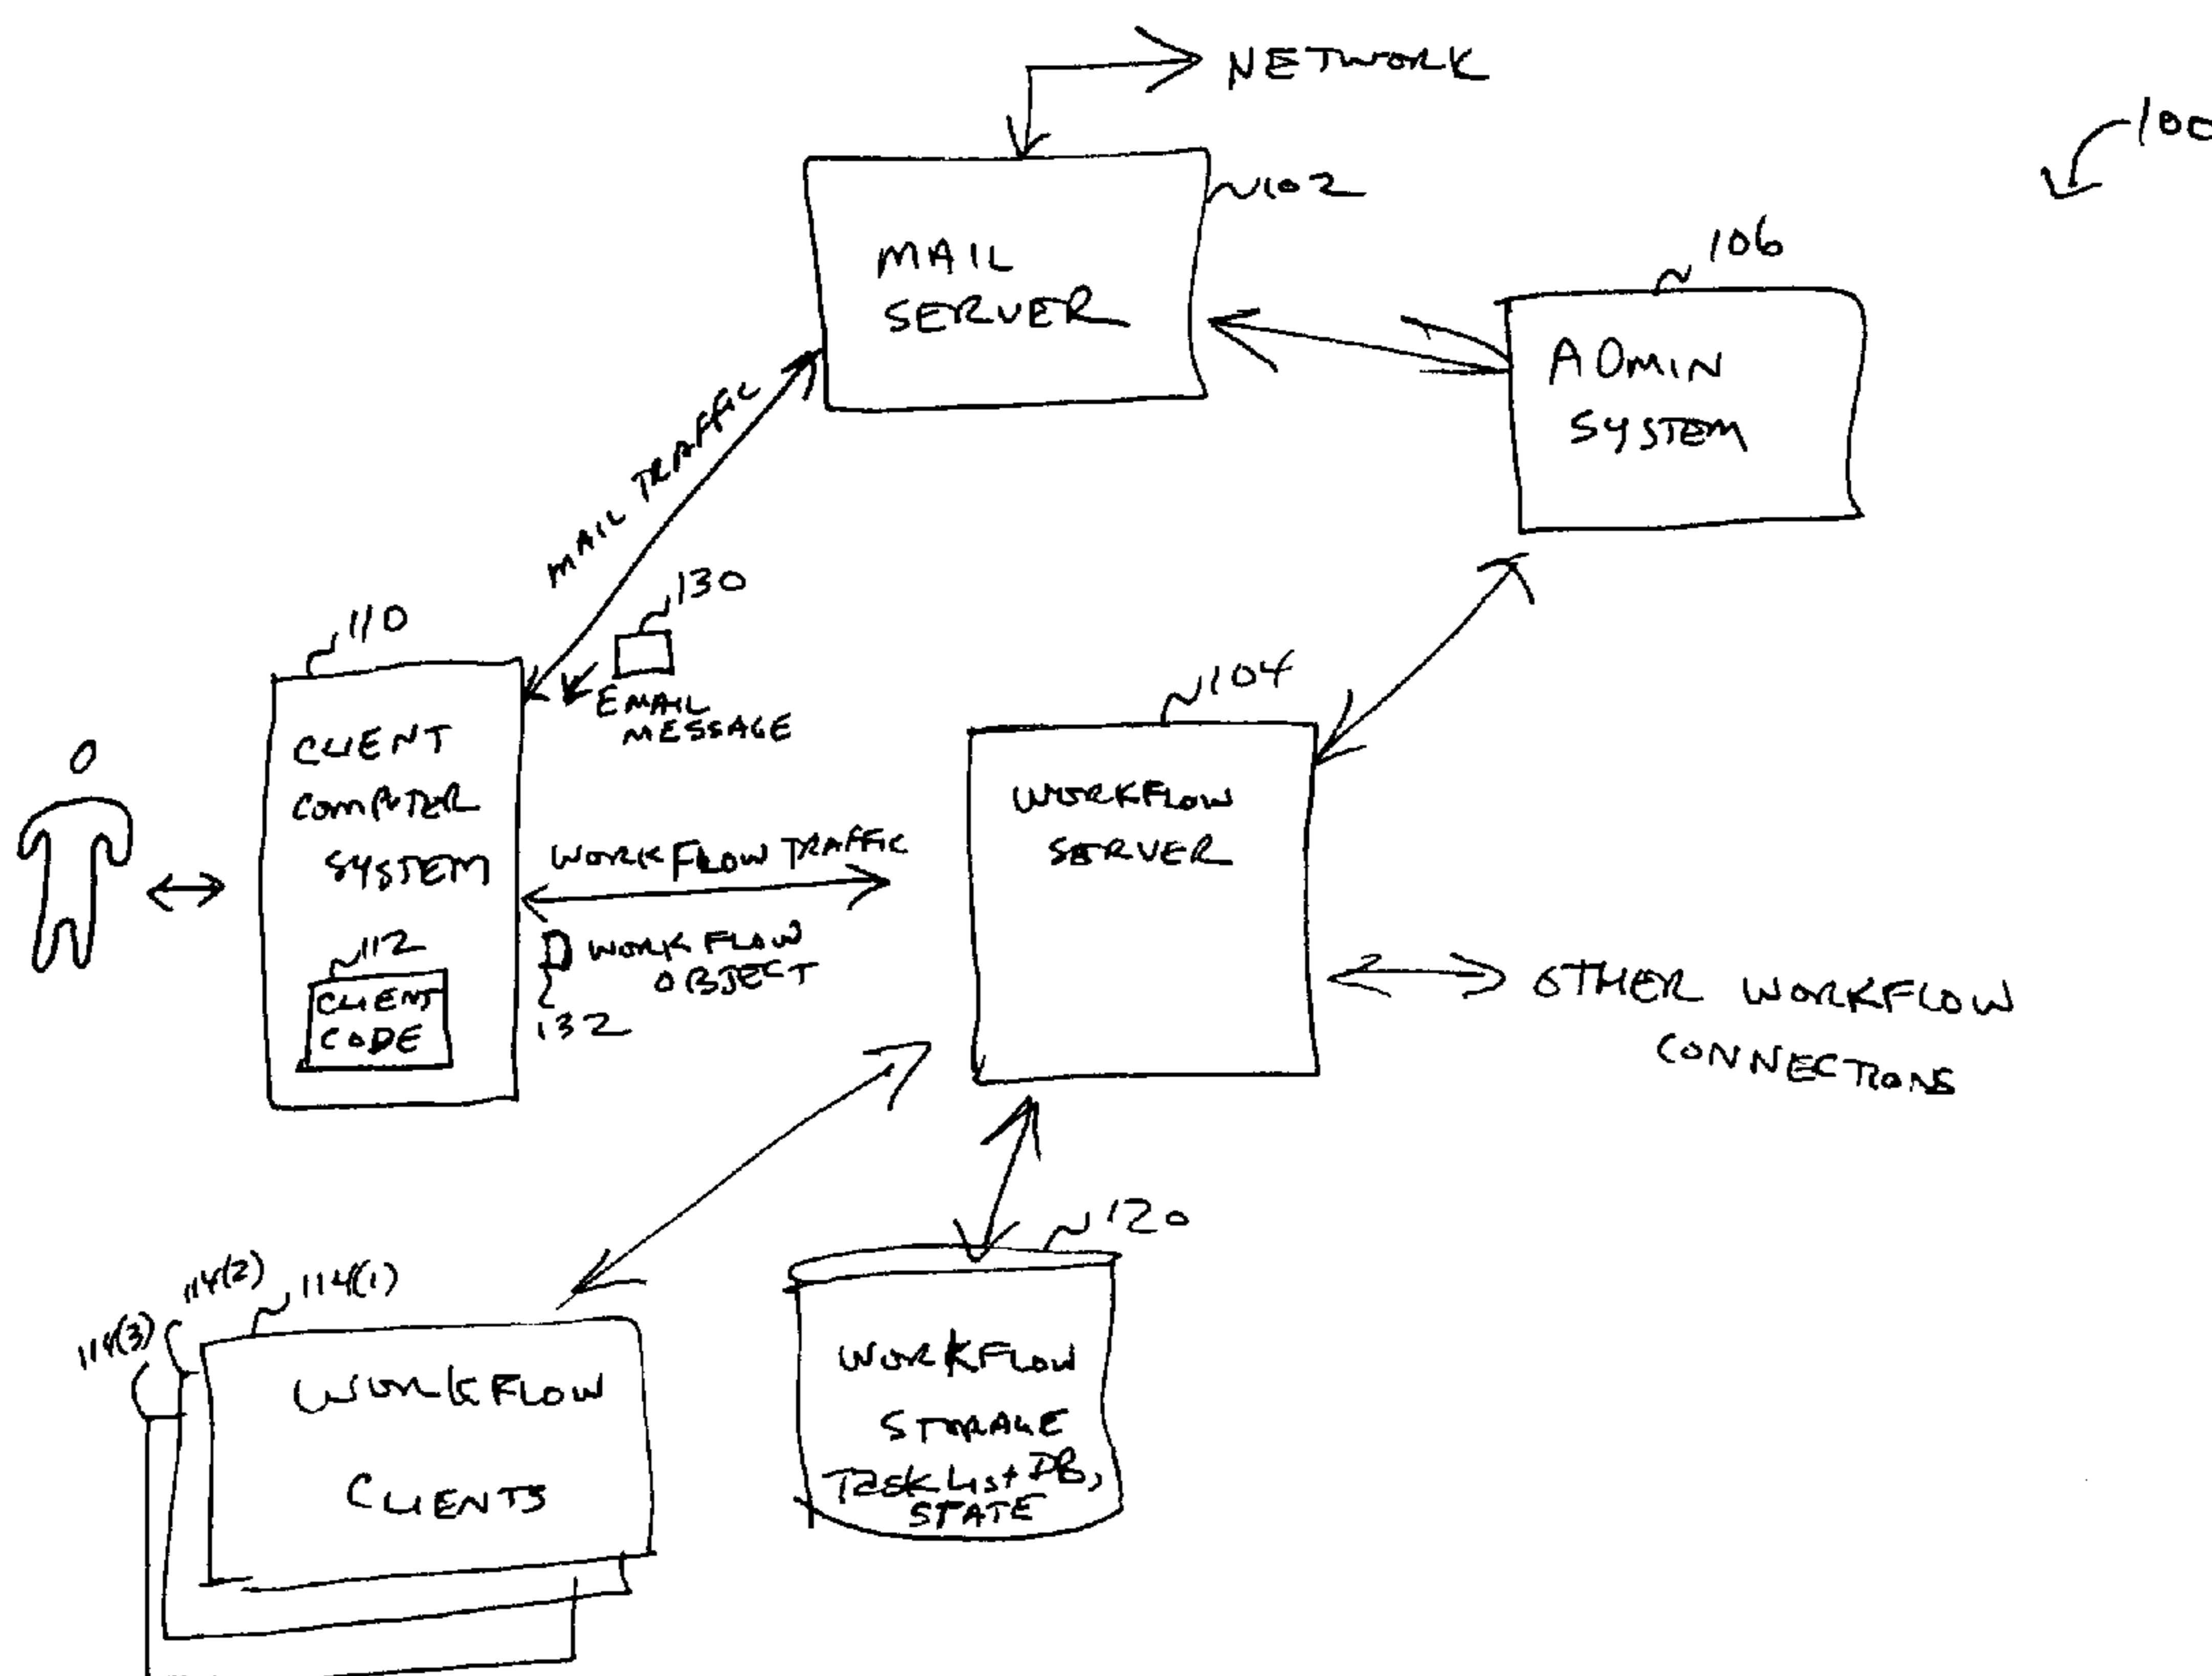 NETWORK
100
102
MAIL
SERVER
106
ADMIN
SYSTEM
MAIL TRAFFIC
130
EMAIL
MESSAGE
110
CLIENT
COMPUTER
SYSTEM
112
CLIENT
CODE
WORKFLOW TRAFFIC
WORKFLOW
OBJECT
132
104
WORKFLOW
SERVER
OTHER WORKFLOW
CONNECTIONS
114(3)
114(2)
114(1)
WORKFLOW
CLIENTS
120
WORKFLOW
STORAGE
Task List DB,
STATE